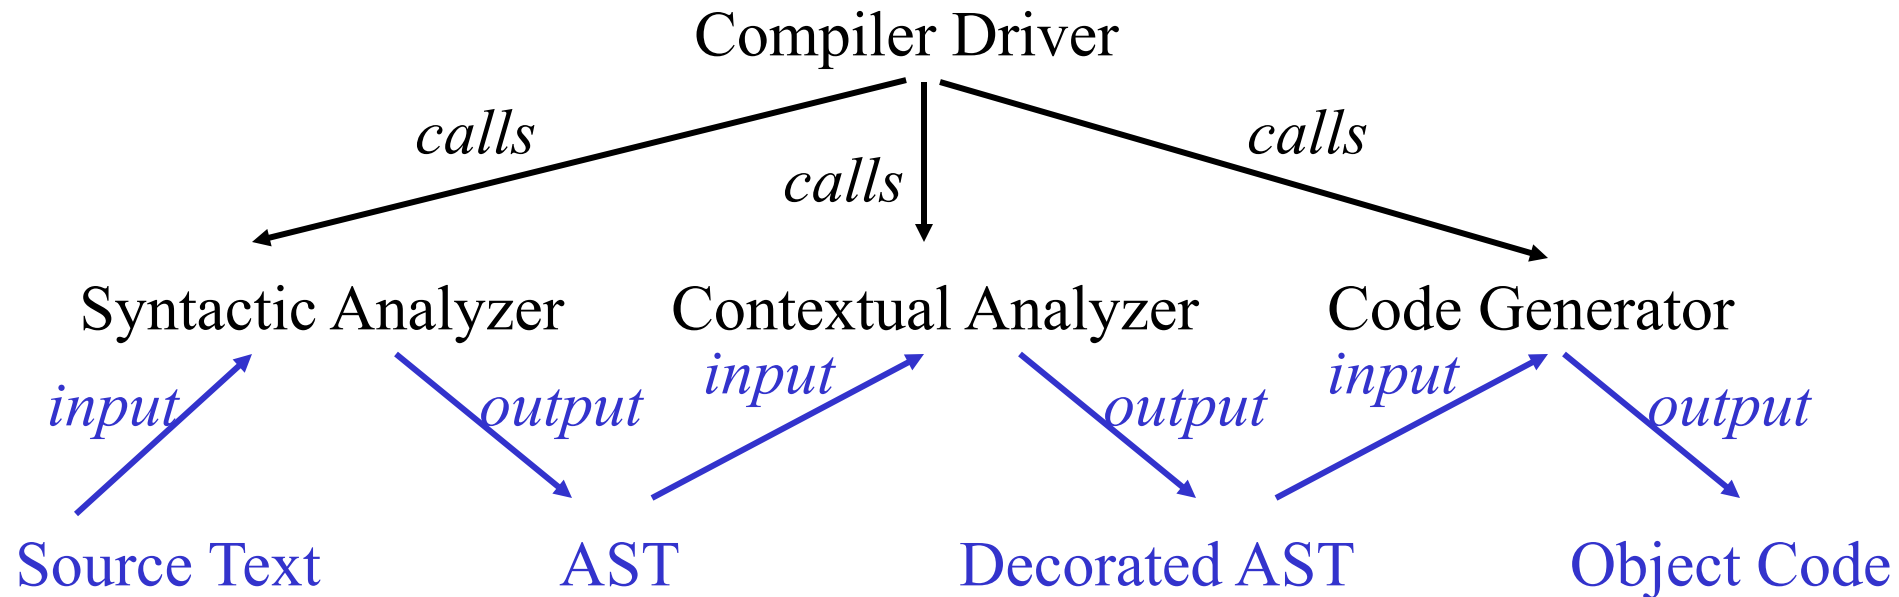 Compiler Driver
calls
calls
calls
Syntactic Analyzer
Contextual Analyzer
Code Generator
input
output
input
output
input
output
Source Text
AST
Decorated AST
Object Code